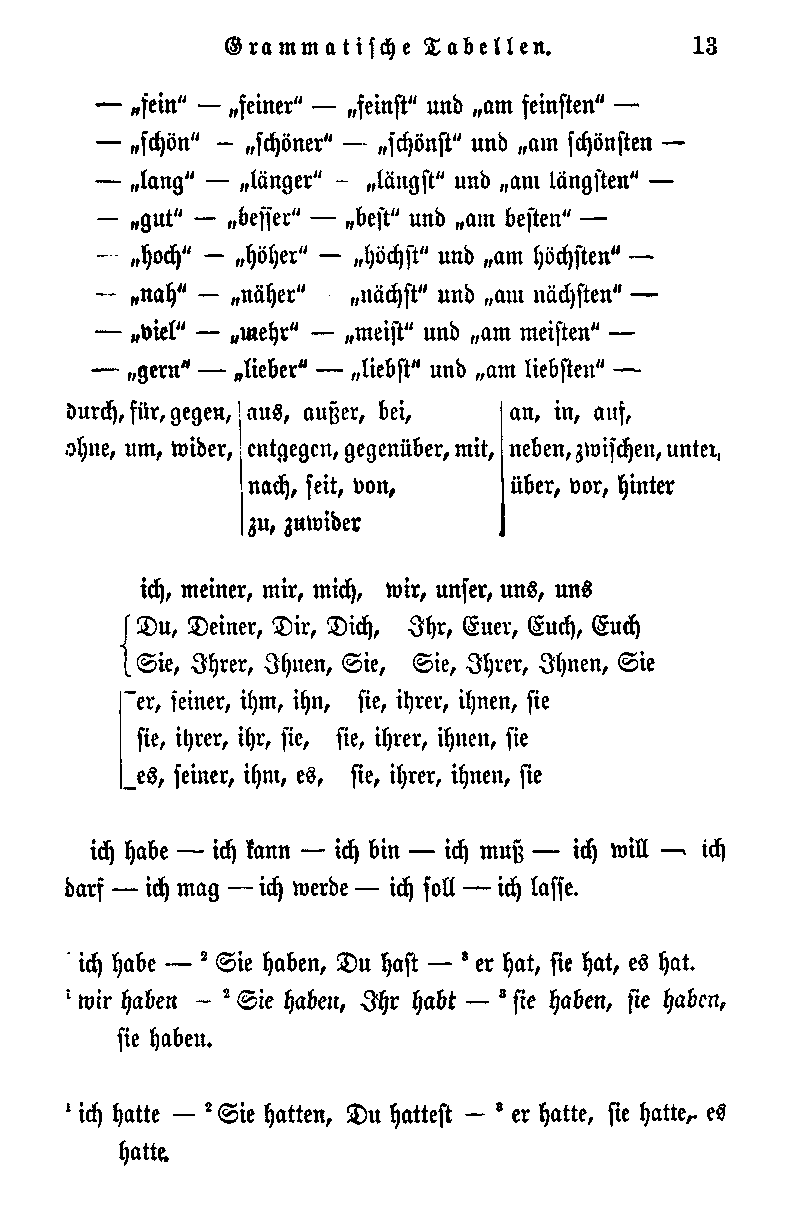 Grammatische Tabellen. 13
— „fein“ — „feiner“ — „feinst“ und „am feinsten“ —
— „schön“ – „schöner“ — „schönst“ und „am schönsten —
— „lang“ — „länger“ – „längst“ und „am längsten“ —
— „gut“ — „besser“ — „best“ und „am besten“ —
— „hoch“ — „höher“ — „höchst“ und „am höchsten“ —
— „nah“ — „näher“ „nächst“ und „am nächsten“ —
— „viel“ — „mehr“ — „meist“ und „am meisten“ —
— „gern“ — „lieber“ — „liebst“ und „am liebsten“ —
durch, für, gegen, aus, außer, bei, an, in, auf,
ohne, um, wider, entgegen, gegenüber, mit, neben, zwischen, unter,
nach, seit, von, über, vor, hinter
zu, zuwider
ich, meiner, mir, mich, wir, unser, uns, uns
Du, Deiner, Dir, Dich, Ihr, Euer, Euch, Euch
Sie, Ihrer, Ihnen, Sie, Sie, Ihrer, Ihnen, Sie
er, seiner, ihm, ihn, sie, ihrer, ihnen, sie
sie, ihrer, ihr, sie, sie, ihrer, ihnen, sie
es, seiner, ihm, es, sie, ihrer, ihnen, sie
ich habe — ich kann — ich bin — ich muß — ich will — ich
darf — ich mag — ich werde — ich soll — ich lasse.
ich habe — ² Sie haben, Du hast — ³ er hat, sie hat, es hat.
¹ wir haben – ² Sie haben, Ihr habt — ³ sie haben, sie haben,
sie haben.
¹ ich hatte — ² Sie hatten, Du hattest — ³ er hatte, sie hatte, es
hatte.